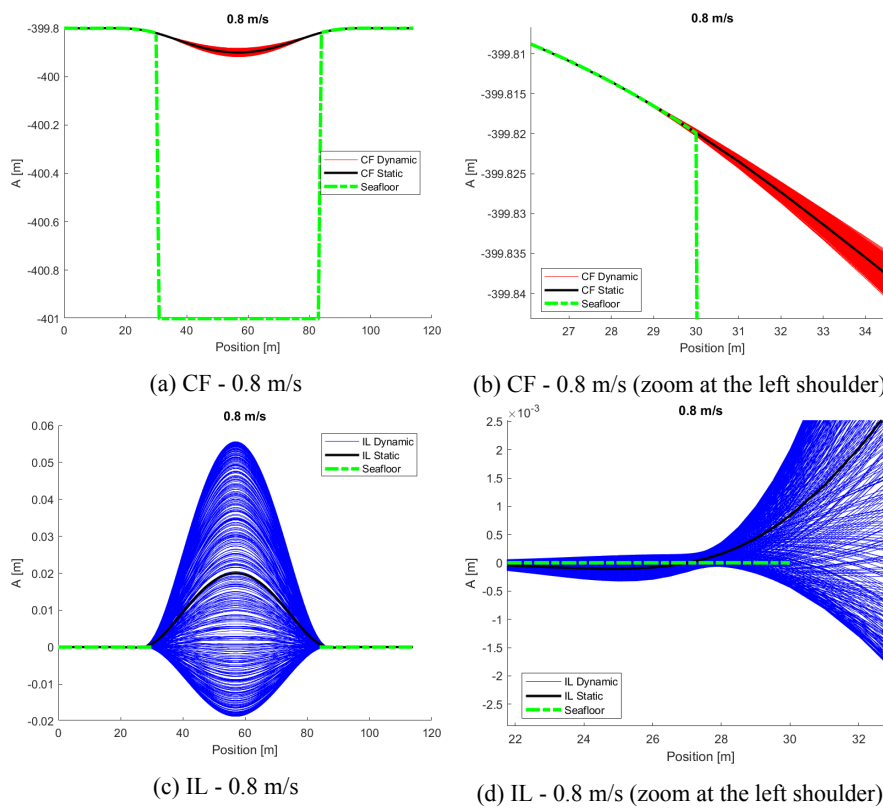 0.8 m/s
-399.8
-400
-400.2
-400.4
-400.6
-400.8
-401
A [m]
CF Dynamic
CF Static
Seafloor
0 20 40 60 80 100 120
Position [m]
(a) CF - 0.8 m/s
0.8 m/s
-399.81
-399.815
-399.82
-399.825
-399.83
-399.835
-399.84
A [m]
CF Dynamic
CF Static
Seafloor
27 28 29 30 31 32 33 34
Position [m]
(b) CF - 0.8 m/s (zoom at the left shoulder)
0.8 m/s
0.06
0.05
0.04
0.03
0.02
0.01
0
-0.01
-0.02
A [m]
IL Dynamic
IL Static
Seafloor
0 20 40 60 80 100 120
Position [m]
(c) IL - 0.8 m/s
×10⁻³
0.8 m/s
2.5
2
1.5
1
0.5
0
-0.5
-1
-1.5
-2
-2.5
A [m]
IL Dynamic
IL Static
Seafloor
22 24 26 28 30 32
Position [m]
(d) IL - 0.8 m/s (zoom at the left shoulder)